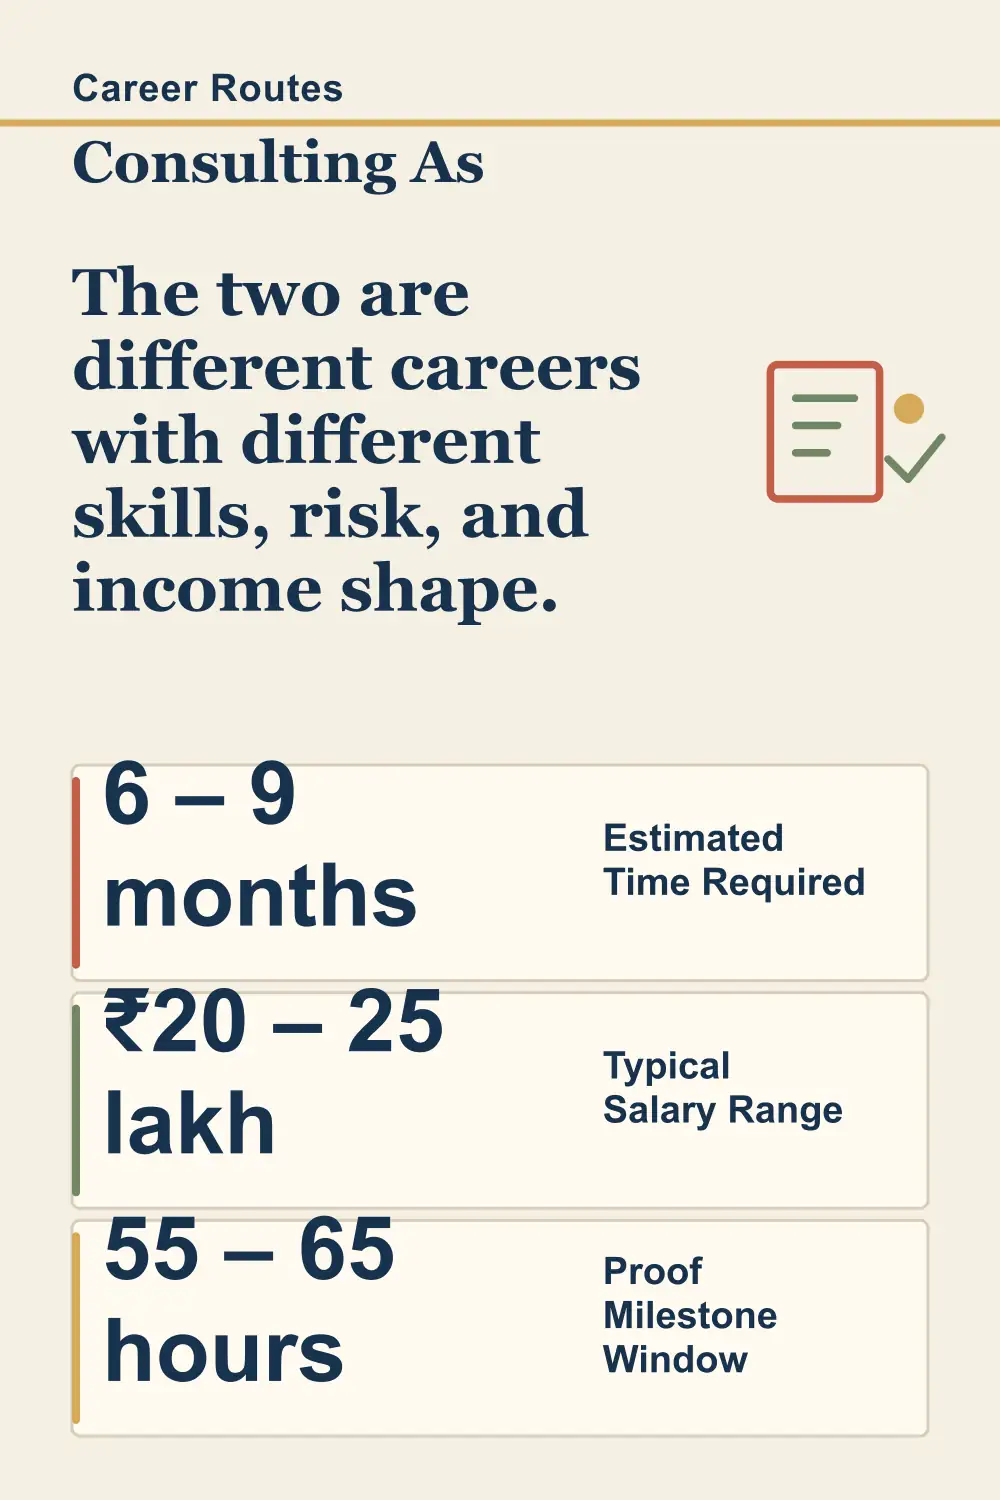 Career Routes
Consulting As
The two are
different careers
with different
skills, risk, and
income shape.
6 – 9
months
Estimated
Time Required
₹20 – 25
lakh
Typical
Salary Range
55 – 65
hours
Proof
Milestone
Window